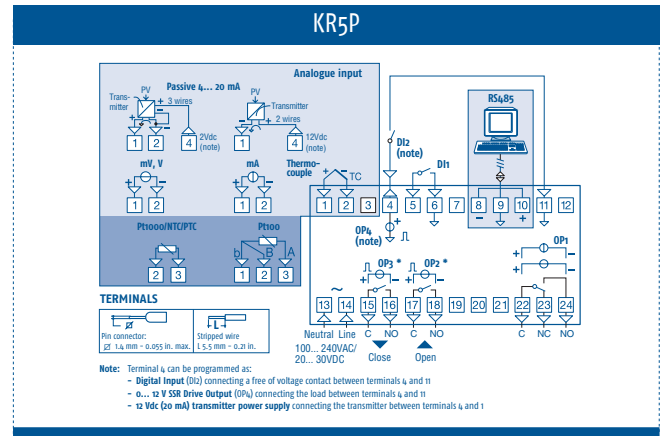 KR5P
Analogue input
Passive 4... 20 mA
PV
Trans-
mitter
3 wires
+
−
1 2 4
2Vdc
(note)
PV
Transmitter
2 wires
+
−
1 2 4
12Vdc
(note)
mV, V
+ −
1 2
mA
+ −
1 2
Thermo-
couple
+ − TC
Pt1000/NTC/PTC
2 3
Pt100
b B A
1 2 3
RS485
DI2
(note)
DI1
1 2 3 4 5 6 7 8 9 10 11 12
− +
OP4
(note)
+
OP3 *
+ −
OP2 *
+ −
OP1
+ −
+ −
~
13 14 15 16 17 18 19 20 21 22 23 24
Neutral Line C NO C NO C NC NO
100... 240VAC/
20... 30VDC
Close
Open
TERMINALS
Pin connector:
Ø 1.4 mm - 0.055 in. max.
L
Stripped wire
L 5.5 mm - 0.21 in.
Note: Terminal 4 can be programmed as:
– Digital Input (DI2) connecting a free of voltage contact between terminals 4 and 11
– 0... 12 V SSR Drive Output (OP4) connecting the load between terminals 4 and 11
– 12 Vdc (20 mA) transmitter power supply connecting the transmitter between terminals 4 and 1